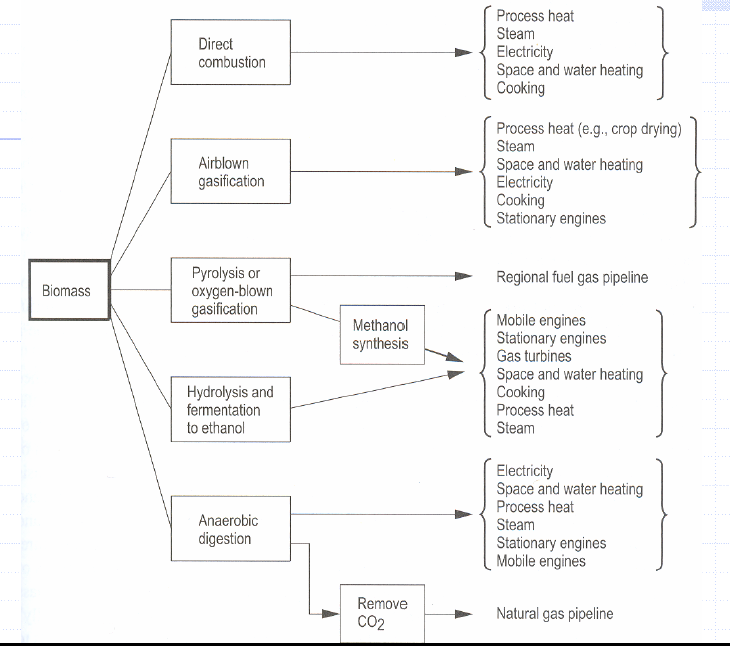 Direct
combustion
Process heat
Steam
Electricity
Space and water heating
Cooking
Airblown
gasification
Process heat (e.g., crop drying)
Steam
Space and water heating
Electricity
Cooking
Stationary engines
Biomass
Pyrolysis or
oxygen-blown
gasification
Regional fuel gas pipeline
Methanol
synthesis
Mobile engines
Stationary engines
Gas turbines
Space and water heating
Cooking
Process heat
Steam
Hydrolysis and
fermentation
to ethanol
Anaerobic
digestion
Electricity
Space and water heating
Process heat
Steam
Stationary engines
Mobile engines
Remove
CO2
Natural gas pipeline